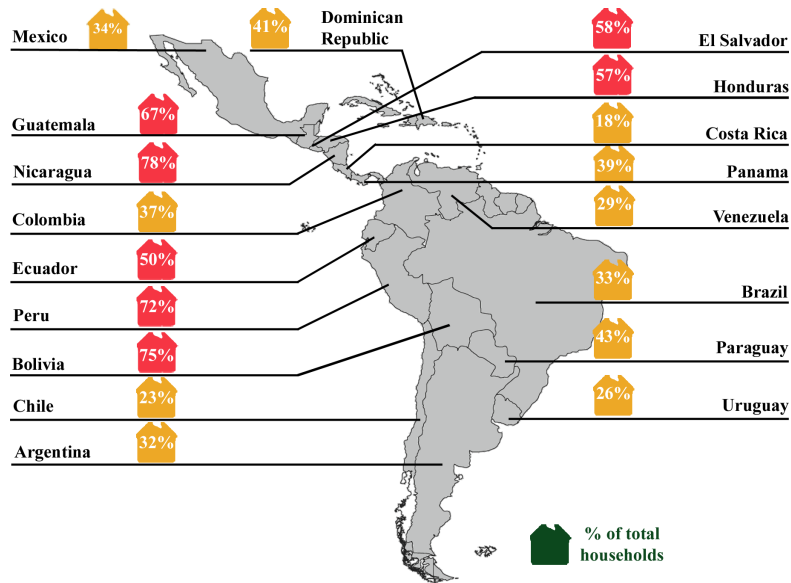 Mexico 34%
41% Dominican
Republic
58% El Salvador
57% Honduras
Guatemala 67%
18% Costa Rica
Nicaragua 78%
39% Panama
Colombia 37%
29% Venezuela
Ecuador 50%
33% Brazil
Peru 72%
43% Paraguay
Bolivia 75%
Chile 23%
26% Uruguay
Argentina 32%
% of total
households